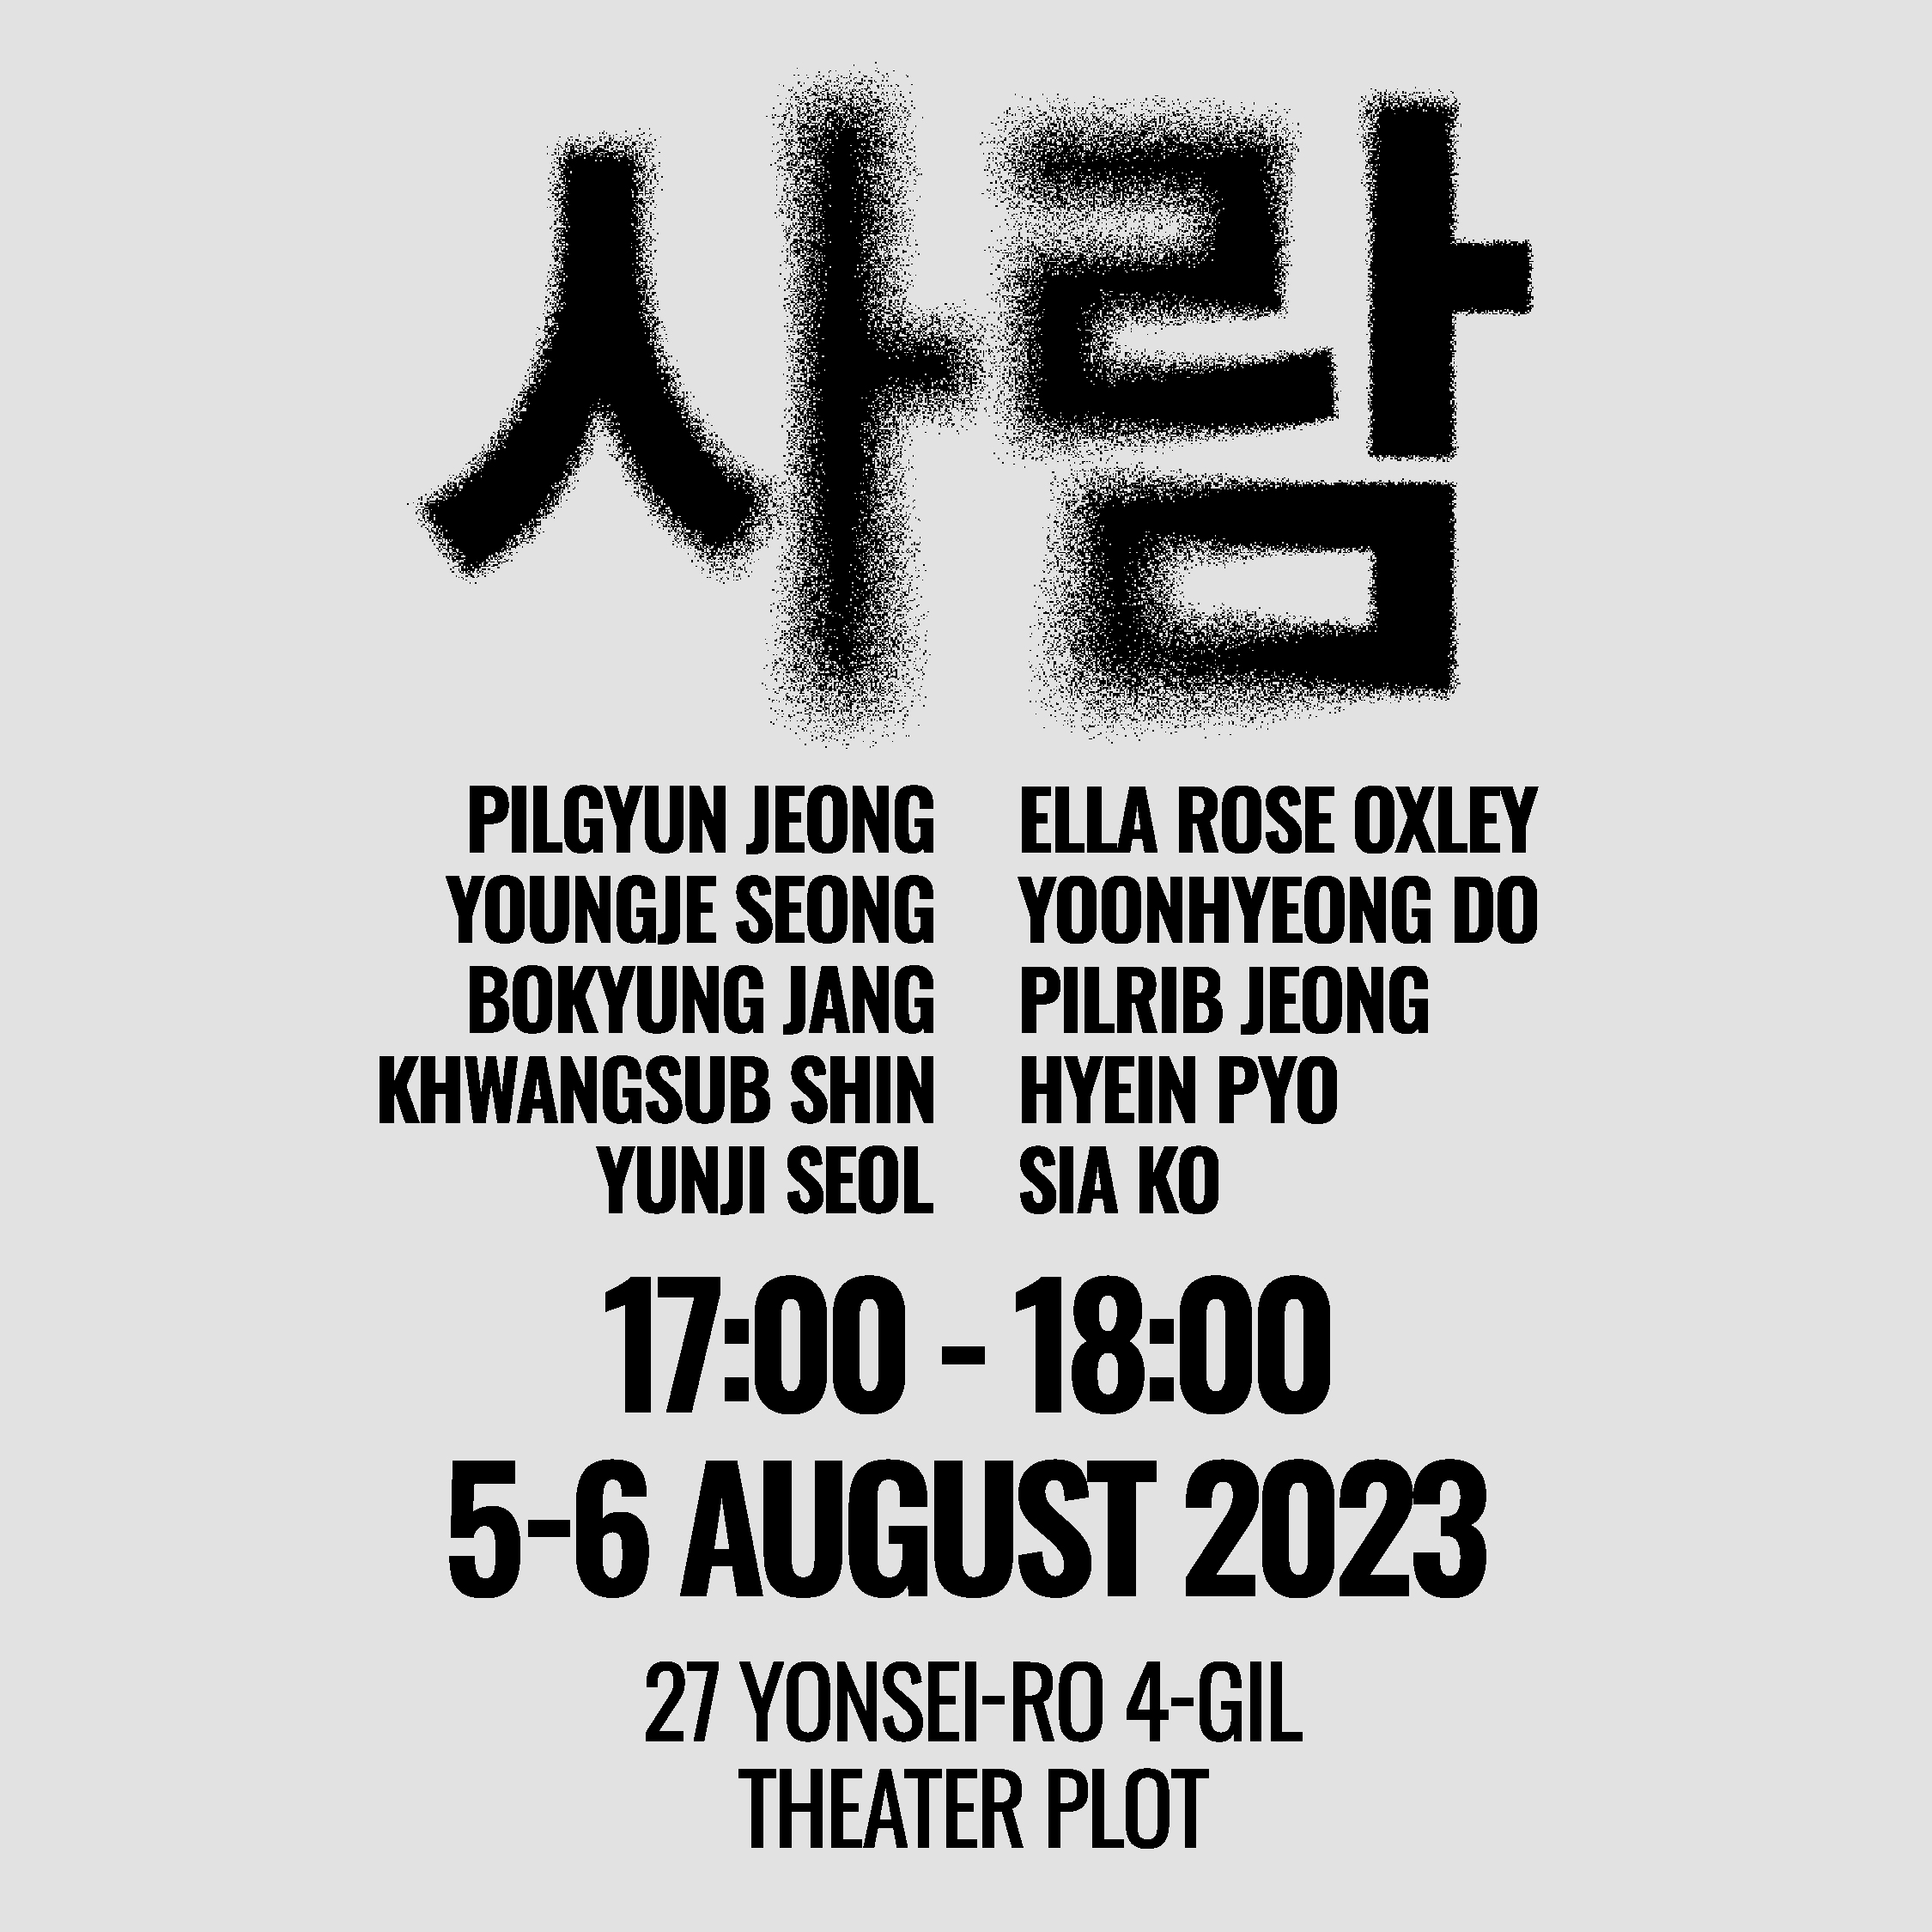 사람
PILGYUN JEONG ELLA ROSE OXLEY
YOUNGJE SEONG YOONHYEONG DO
BOKYUNG JANG PILRIB JEONG
KHWANGSUB SHIN HYEIN PYO
YUNJI SEOL SIA KO
17:00 - 18:00
5-6 AUGUST 2023
27 YONSEI-RO 4-GIL
THEATER PLOT